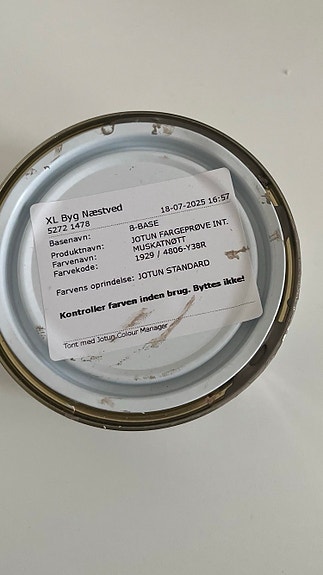 XL Byg Næstved 18-07-2025 16:57
5272 1478
Basenavn: B-BASE
Produktnavn: JOTUN FARGEPRØVE INT.
Farvenavn: MUSKATNØTT
Farvekode: 1929 / 4806-Y38R
Farvens oprindelse: JOTUN STANDARD
Kontroller farven inden brug. Byttes ikke!
Tont med Jotun Colour Manager